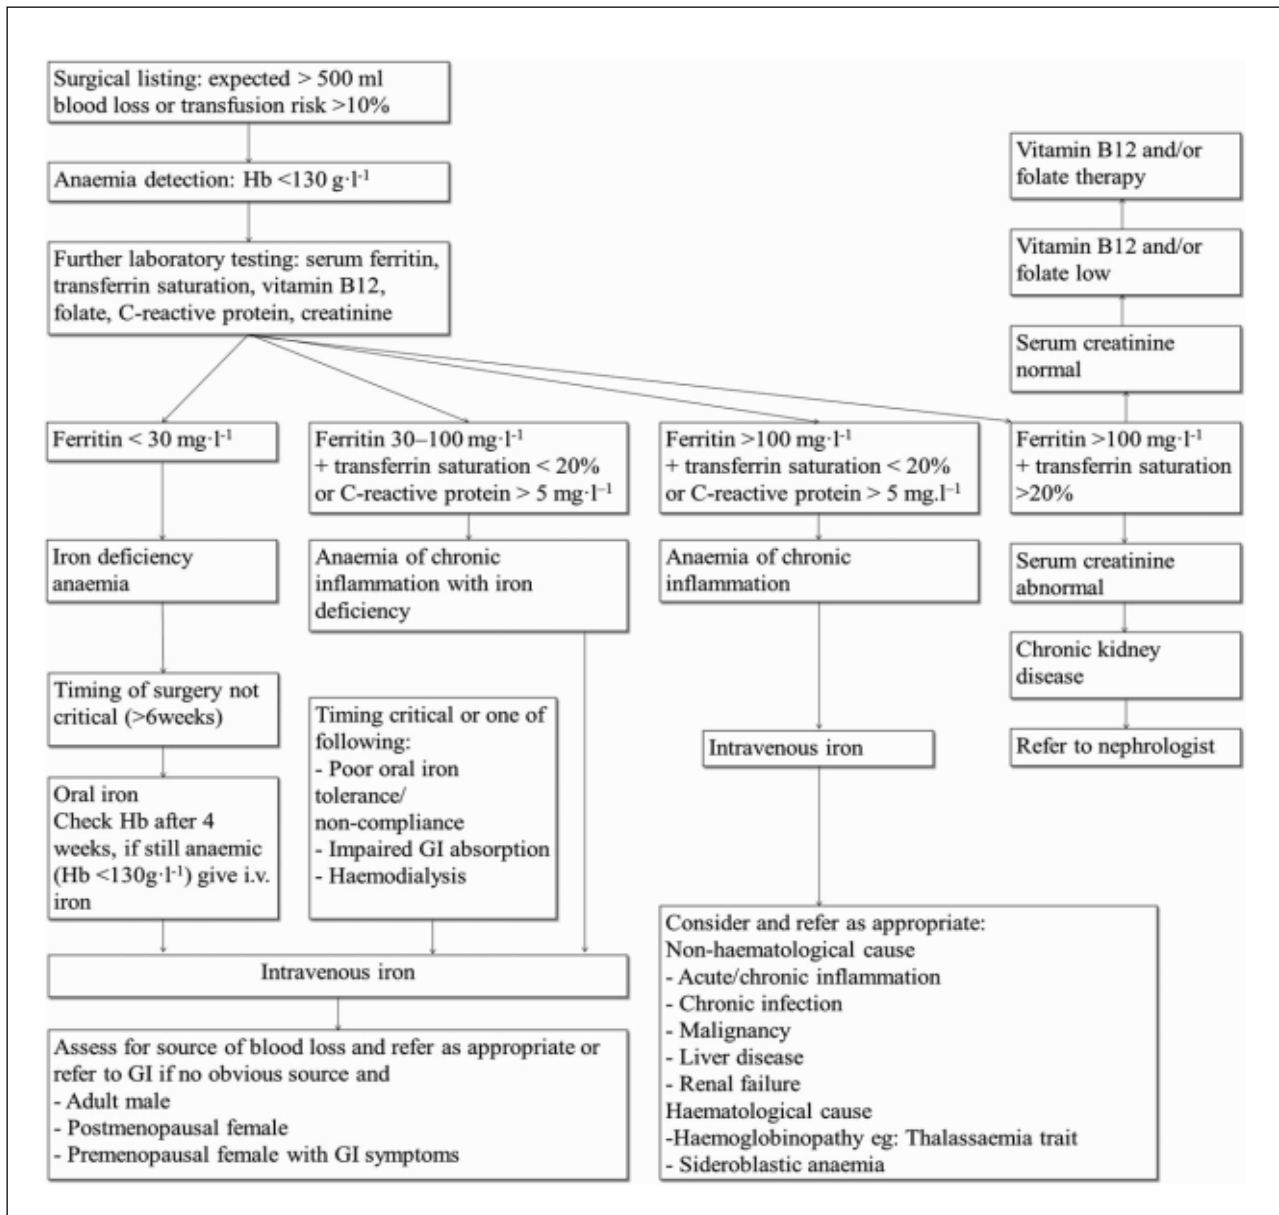 Surgical listing: expected > 500 ml
blood loss or transfusion risk >10%
Anaemia detection: Hb <130 g·l⁻¹
Further laboratory testing: serum ferritin,
transferrin saturation, vitamin B12,
folate, C-reactive protein, creatinine
Vitamin B12 and/or
folate therapy
Vitamin B12 and/or
folate low
Serum creatinine
normal
Ferritin < 30 mg·l⁻¹
Ferritin 30–100 mg·l⁻¹
+ transferrin saturation < 20%
or C-reactive protein > 5 mg·l⁻¹
Ferritin >100 mg·l⁻¹
+ transferrin saturation < 20%
or C-reactive protein > 5 mg.l⁻¹
Ferritin >100 mg·l⁻¹
+ transferrin saturation
>20%
Iron deficiency
anaemia
Anaemia of chronic
inflammation with iron
deficiency
Anaemia of chronic
inflammation
Serum creatinine
abnormal
Chronic kidney
disease
Refer to nephrologist
Timing of surgery not
critical (>6weeks)
Oral iron
Check Hb after 4
weeks, if still anaemic
(Hb <130g·l⁻¹) give i.v.
iron
Timing critical or one of
following:
- Poor oral iron
tolerance/
non-compliance
- Impaired GI absorption
- Haemodialysis
Intravenous iron
Intravenous iron
Assess for source of blood loss and refer as appropriate or
refer to GI if no obvious source and
- Adult male
- Postmenopausal female
- Premenopausal female with GI symptoms
Consider and refer as appropriate:
Non-haematological cause
- Acute/chronic inflammation
- Chronic infection
- Malignancy
- Liver disease
- Renal failure
Haematological cause
-Haemoglobinopathy eg: Thalassaemia trait
- Sideroblastic anaemia